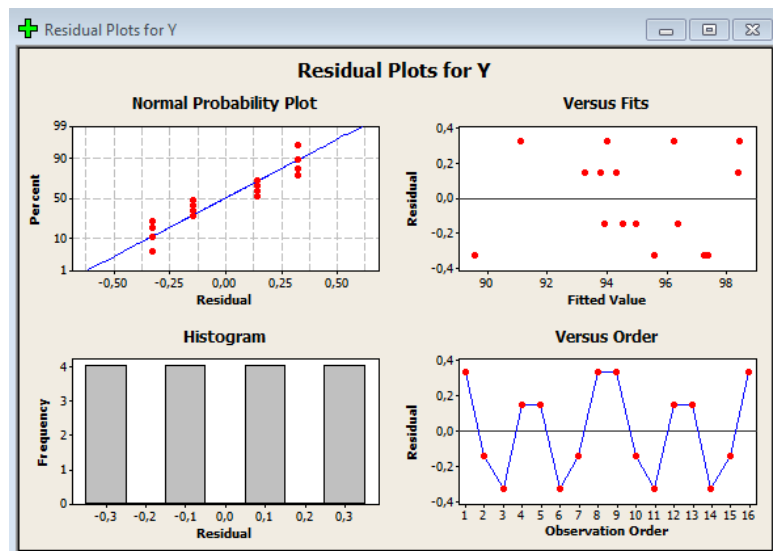 Residual Plots for Y
Residual Plots for Y
Normal Probability Plot
99
90
50
10
1
Percent
-0,50 -0,25 0,00 0,25 0,50
Residual
Versus Fits
0,4
0,2
0,0
-0,2
-0,4
Residual
90 92 94 96 98
Fitted Value
Histogram
4
3
2
1
0
Frequency
-0,3 -0,2 -0,1 0,0 0,1 0,2 0,3
Residual
Versus Order
0,4
0,2
0,0
-0,2
-0,4
Residual
1 2 3 4 5 6 7 8 9 10 11 12 13 14 15 16
Observation Order